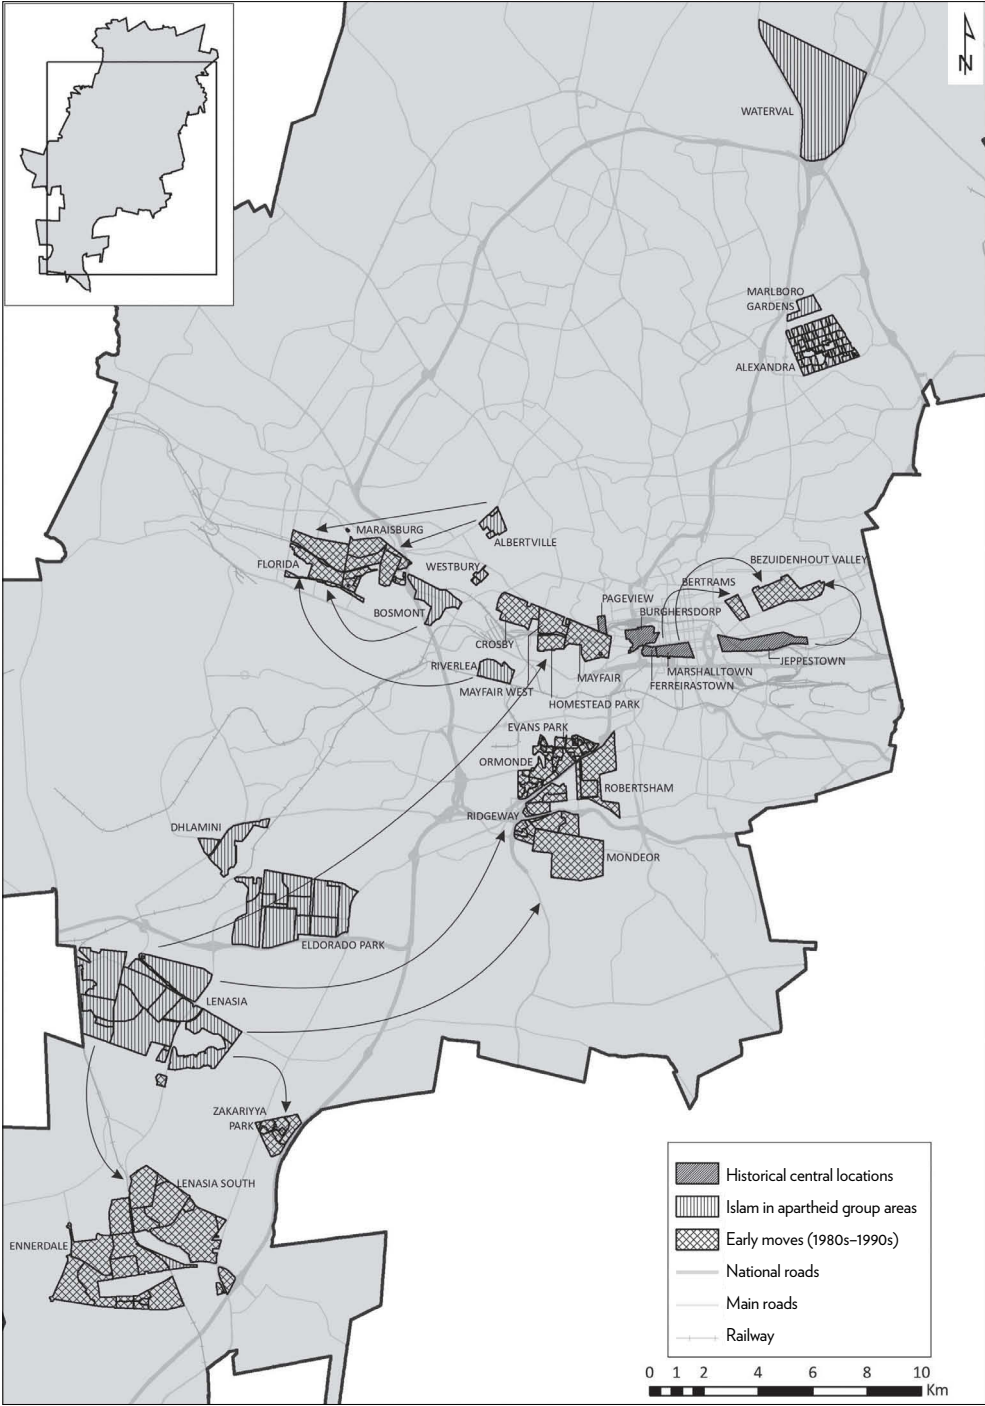 N
WATERVAL
MARLBORO
GARDENS
ALEXANDRA
MARAISBURG
ALBERTVILLE
FLORIDA
WESTBURY
BEZUIDENHOUT VALLEY
BERTRAMS
PAGEVIEW
BURGHERSDORP
BOSMONT
CROSBY
RIVERLEA
MAYFAIR WEST
MAYFAIR
HOMESTEAD PARK
JEPPESTOWN
MARSHALLTOWN
FERREIRASTOWN
EVANS PARK
ORMONDE
ROBERTSHAM
RIDGEWAY
MONDEOR
DHLAMINI
ELDORADO PARK
LENASIA
ZAKARIYYA
PARK
LENASIA SOUTH
ENNERDALE
Historical central locations
Islam in apartheid group areas
Early moves (1980s–1990s)
National roads
Main roads
Railway
0 1 2 4 6 8 10
Km